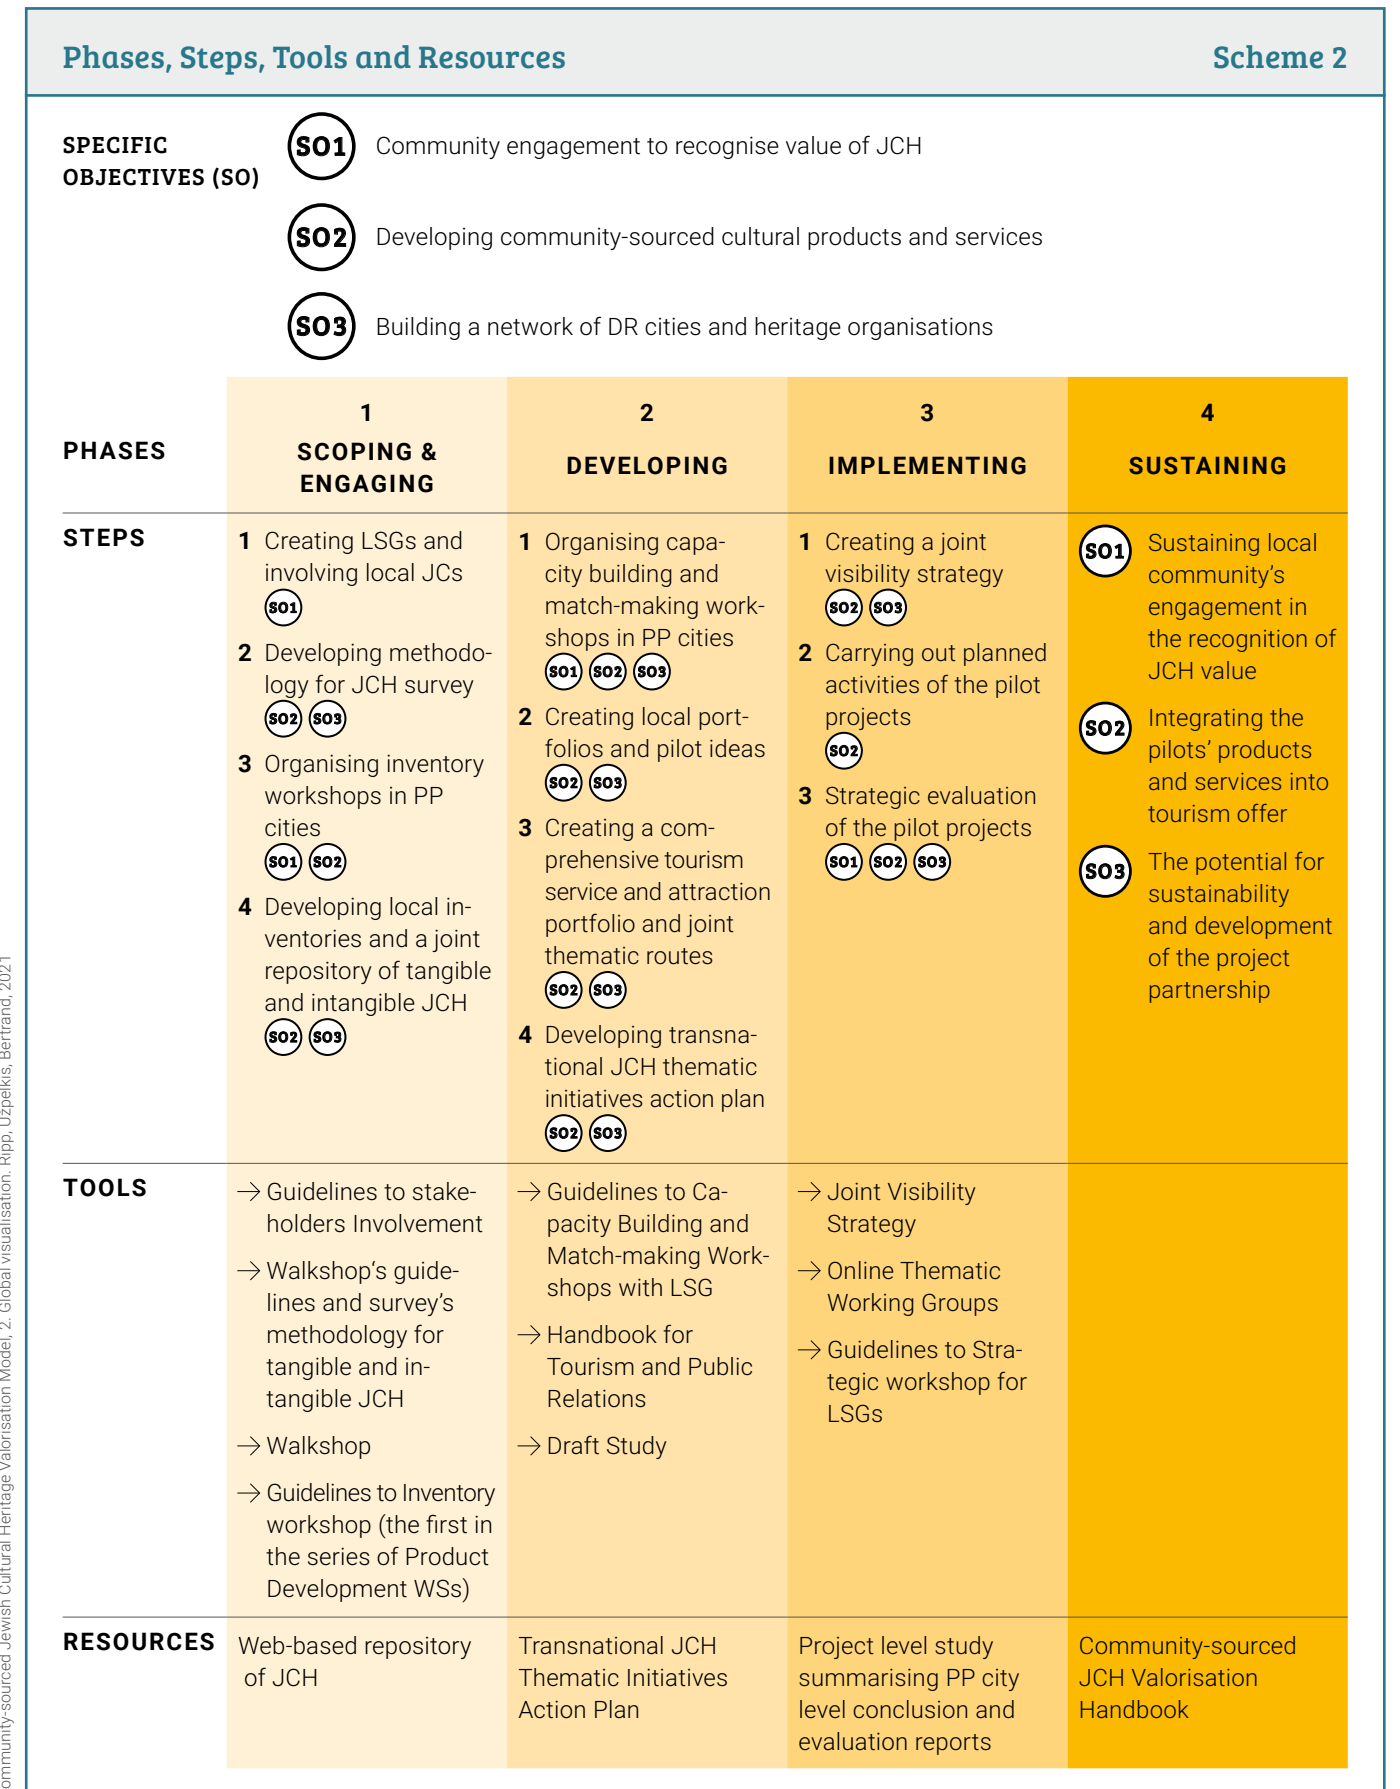 Phases, Steps, Tools and Resources
Scheme 2
SPECIFIC
OBJECTIVES (SO)
SO1
Community engagement to recognise value of JCH
SO2
Developing community-sourced cultural products and services
SO3
Building a network of DR cities and heritage organisations
PHASES
1
SCOPING &
ENGAGING
2
DEVELOPING
3
IMPLEMENTING
4
SUSTAINING
STEPS
1 Creating LSGs and
involving local JCs
SO1
2 Developing methodo-
logy for JCH survey
SO2 SO3
3 Organising inventory
workshops in PP
cities
SO1 SO2
4 Developing local in-
ventories and a joint
repository of tangible
and intangible JCH
SO2 SO3
1 Organising capa-
city building and
match-making work-
shops in PP cities
SO1 SO2 SO3
2 Creating local port-
folios and pilot ideas
SO2 SO3
3 Creating a com-
prehensive tourism
service and attraction
portfolio and joint
thematic routes
SO2 SO3
4 Developing transna-
tional JCH thematic
initiatives action plan
SO2 SO3
1 Creating a joint
visibility strategy
SO2 SO3
2 Carrying out planned
activities of the pilot
projects
SO2
3 Strategic evaluation
of the pilot projects
SO1 SO2 SO3
SO1 Sustaining local
community's
engagement in
the recognition of
JCH value
SO2 Integrating the
pilots' products
and services into
tourism offer
SO3 The potential for
sustainability
and development
of the project
partnership
TOOLS
→ Guidelines to stake-
holders Involvement
→ Walkshop's guide-
lines and survey's
methodology for
tangible and in-
tangible JCH
→ Walkshop
→ Guidelines to Inventory
workshop (the first in
the series of Product
Development WSs)
→ Guidelines to Ca-
pacity Building and
Match-making Work-
shops with LSG
→ Handbook for
Tourism and Public
Relations
→ Draft Study
→ Joint Visibility
Strategy
→ Online Thematic
Working Groups
→ Guidelines to Stra-
tegic workshop for
LSGs
RESOURCES
Web-based repository
of JCH
Transnational JCH
Thematic Initiatives
Action Plan
Project level study
summarising PP city
level conclusion and
evaluation reports
Community-sourced
JCH Valorisation
Handbook
ommunity-sourced Jewish Cultural Heritage Valorisation Model, 2. Global visualisation. Ripp, Užpelkis, Bertrand, 2021